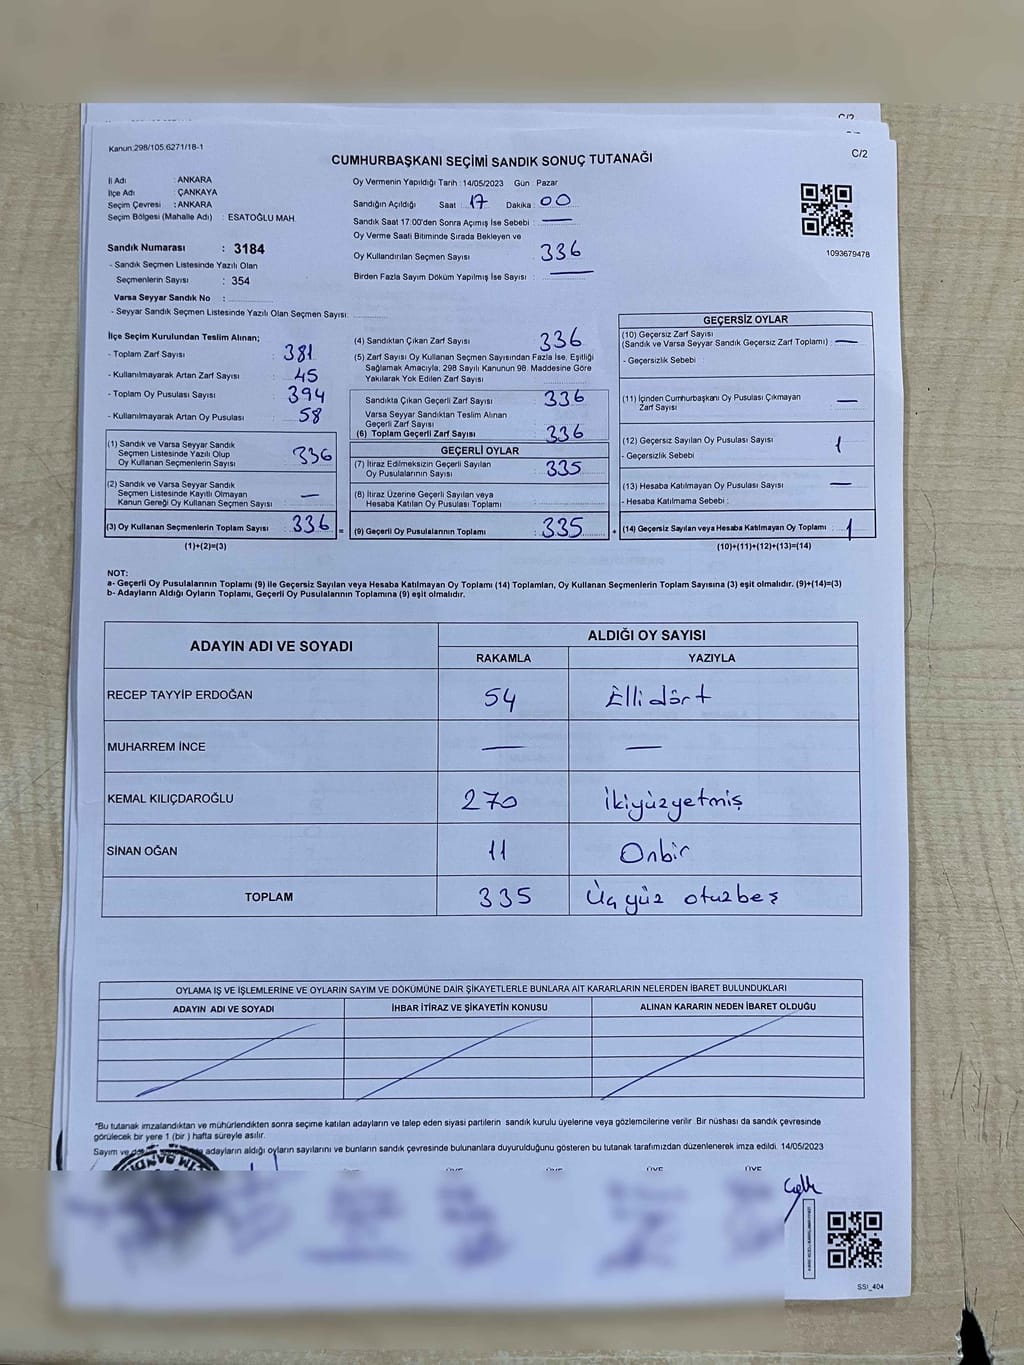 C/2
Kanun:298/105.6271/18-1
C/2
CUMHURBAŞKANI SEÇİMİ SANDIK SONUÇ TUTANAĞI
İl Adı : ANKARA
İlçe Adı : ÇANKAYA
Seçim Çevresi : ANKARA
Seçim Bölgesi (Mahalle Adı) : ESATOĞLU MAH.
Oy Vermenin Yapıldığı Tarih : 14/05/2023 Gün : Pazar
Sandığın Açıldığı Saat : 17 Dakika : 00
Sandık Saat 17:00'den Sonra Açımış İse Sebebi : —
Oy Verme Saati Bitiminde Sırada Bekleyen ve
Oy Kullandırılan Seçmen Sayısı : 336
Birden Fazla Sayım Döküm Yapılmış İse Sayısı : —
1093679478
Sandık Numarası : 3184
- Sandık Seçmen Listesinde Yazılı Olan
Seçmenlerin Sayısı : 354
Varsa Seyyar Sandık No :
- Seyyar Sandık Seçmen Listesinde Yazılı Olan Seçmen Sayısı:
İlçe Seçim Kurulundan Teslim Alınan;
- Toplam Zarf Sayısı : 381
- Kullanılmayarak Artan Zarf Sayısı : 45
- Toplam Oy Pusulası Sayısı : 394
- Kullanılmayarak Artan Oy Pusulası : 58
(1) Sandık ve Varsa Seyyar Sandık
Seçmen Listesinde Yazılı Olup
Oy Kullanan Seçmenlerin Sayısı : 336
(2) Sandık ve Varsa Seyyar Sandık
Seçmen Listesinde Kayıtlı Olmayan
Kanun Gereği Oy Kullanan Seçmen Sayısı : —
(3) Oy Kullanan Seçmenlerin Toplam Sayısı : 336 =
(1)+(2)=(3)
(4) Sandıktan Çıkan Zarf Sayısı : 336
(5) Zarf Sayısı Oy Kullanan Seçmen Sayısından Fazla İse, Eşitliği
Sağlamak Amacıyla; 298 Sayılı Kanunun 98. Maddesine Göre
Yakılarak Yok Edilen Zarf Sayısı
Sandıkta Çıkan Geçerli Zarf Sayısı : 336
Varsa Seyyar Sandıktan Teslim Alınan
Geçerli Zarf Sayısı :
(6) Toplam Geçerli Zarf Sayısı : 336
GEÇERLİ OYLAR
(7) İtiraz Edilmeksizin Geçerli Sayılan
Oy Pusulalarının Sayısı : 335
(8) İtiraz Üzerine Geçerli Sayılan veya
Hesaba Katılan Oy Pusulası Toplamı :
(9) Geçerli Oy Pusulalarının Toplamı : 335 +
GEÇERSİZ OYLAR
(10) Geçersiz Zarf Sayısı
(Sandık ve Varsa Seyyar Sandık Geçersiz Zarf Toplamı) : —
- Geçersizlik Sebebi :
(11) İçinden Cumhurbaşkanı Oy Pusulası Çıkmayan
Zarf Sayısı : —
(12) Geçersiz Sayılan Oy Pusulası Sayısı : 1
- Geçersizlik Sebebi :
(13) Hesaba Katılmayan Oy Pusulası Sayısı : —
- Hesaba Katılmama Sebebi :
(14) Geçersiz Sayılan veya Hesaba Katılmayan Oy Toplamı : 1
(10)+(11)+(12)+(13)=(14)
NOT:
a- Geçerli Oy Pusulalarının Toplamı (9) ile Geçersiz Sayılan veya Hesaba Katılmayan Oy Toplamı (14) Toplamları, Oy Kullanan Seçmenlerin Toplam Sayısına (3) eşit olmalıdır. (9)+(14)=(3)
b- Adayların Aldığı Oyların Toplamı, Geçerli Oy Pusulalarının Toplamına (9) eşit olmalıdır.
ADAYIN ADI VE SOYADI ALDIĞI OY SAYISI
RAKAMLA YAZIYLA
RECEP TAYYİP ERDOĞAN 54 Ellidört
MUHARREM İNCE — —
KEMAL KILIÇDAROĞLU 270 İkiyüzyetmiş
SİNAN OĞAN 11 Onbir
TOPLAM 335 Üçyüz otuzbeş
OYLAMA İŞ VE İŞLEMLERİNE VE OYLARIN SAYIM VE DÖKÜMÜNE DAİR ŞİKAYETLERLE BUNLARA AİT KARARLARIN NELERDEN İBARET BULUNDUKLARI
ADAYIN ADI VE SOYADI İHBAR İTİRAZ VE ŞİKAYETİN KONUSU ALINAN KARARIN NEDEN İBARET OLDUĞU
*Bu tutanak imzalandıktan ve mühürlendikten sonra seçime katılan adayların ve talep eden siyasi partilerin sandık kurulu üyelerine veya gözlemcilerine verilir. Bir nüshası da sandık çevresinde
görülecek bir yere 1 (bir) hafta süreyle asılır.
Sayım ve adayların aldığı oyların sayılarını ve bunların sandık çevresinde bulunanlara duyurulduğunu gösteren bu tutanak tarafımızdan düzenlenerek imza edildi. 14/05/2023
ÜYE ÜYE ÜYE ÜYE
SSI_404